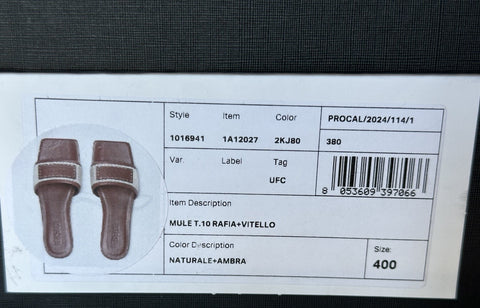 Style Item Color PROCAL/2024/114/1
1016941 1A12027 2KJ80 380
Var. Label Tag
UFC
8 053609 397066
Item Description
MULE T.10 RAFIA+VITELLO
Color Description Size:
NATURALE+AMBRA 400